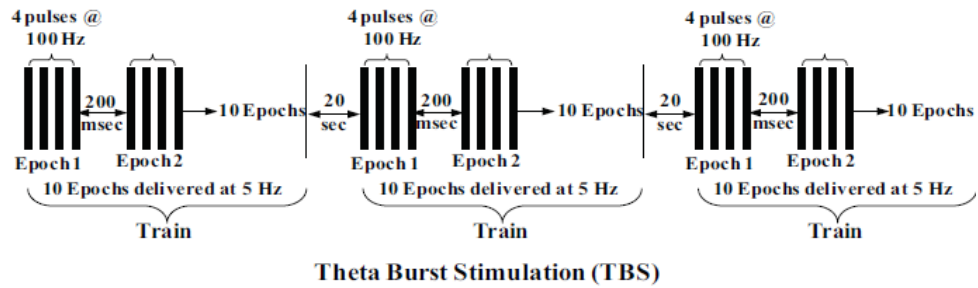 4 pulses @ 4 pulses @ 4 pulses @
100 Hz 100 Hz 100 Hz
200 10 Epochs 20 200 10 Epochs 20 200 10 Epochs
msec sec msec sec msec
Epoch 1 Epoch 2 Epoch 1 Epoch 2 Epoch 1 Epoch 2
10 Epochs delivered at 5 Hz 10 Epochs delivered at 5 Hz 10 Epochs delivered at 5 Hz
Train Train Train
Theta Burst Stimulation (TBS)